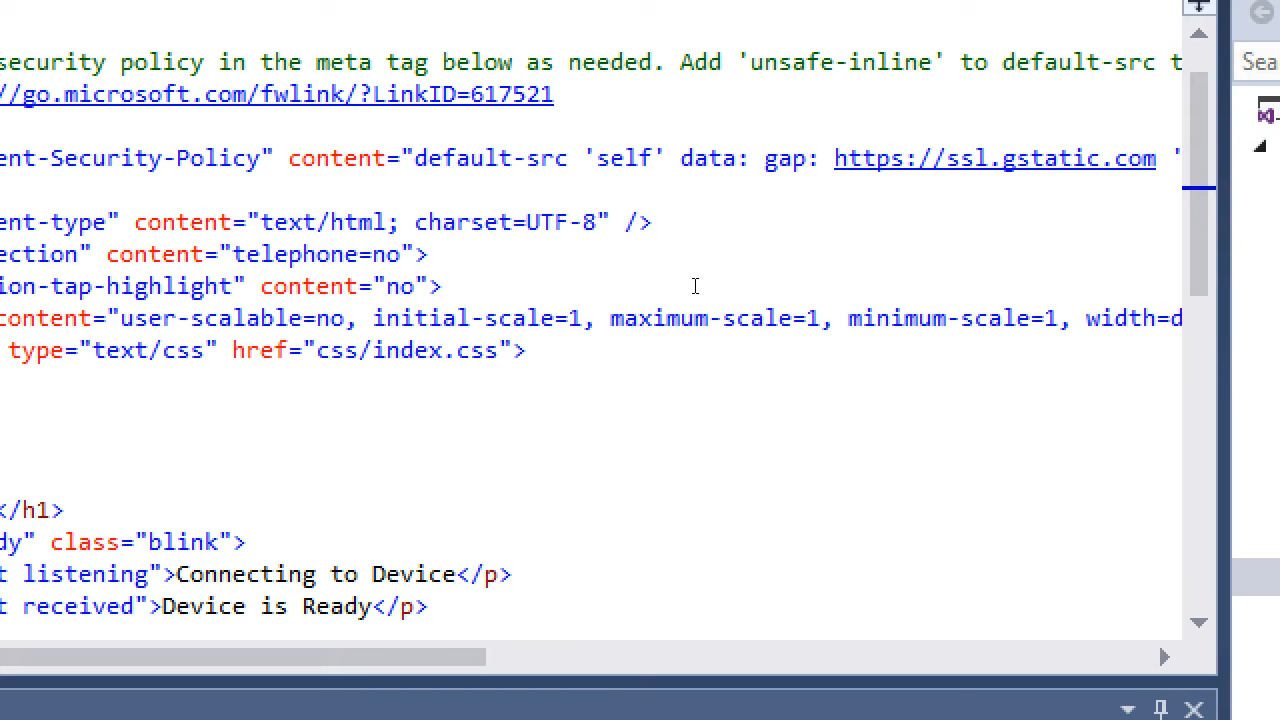 security policy in the meta tag below as needed. Add 'unsafe-inline' to default-src t
//go.microsoft.com/fwlink/?LinkID=617521
ent-Security-Policy" content="default-src 'self' data: gap: https://ssl.gstatic.com '
ent-type" content="text/html; charset=UTF-8" />
ection" content="telephone=no">
ion-tap-highlight" content="no">
content="user-scalable=no, initial-scale=1, maximum-scale=1, minimum-scale=1, width=d
type="text/css" href="css/index.css">
</h1>
dy" class="blink">
t listening">Connecting to Device</p>
t received">Device is Ready</p>
Sea